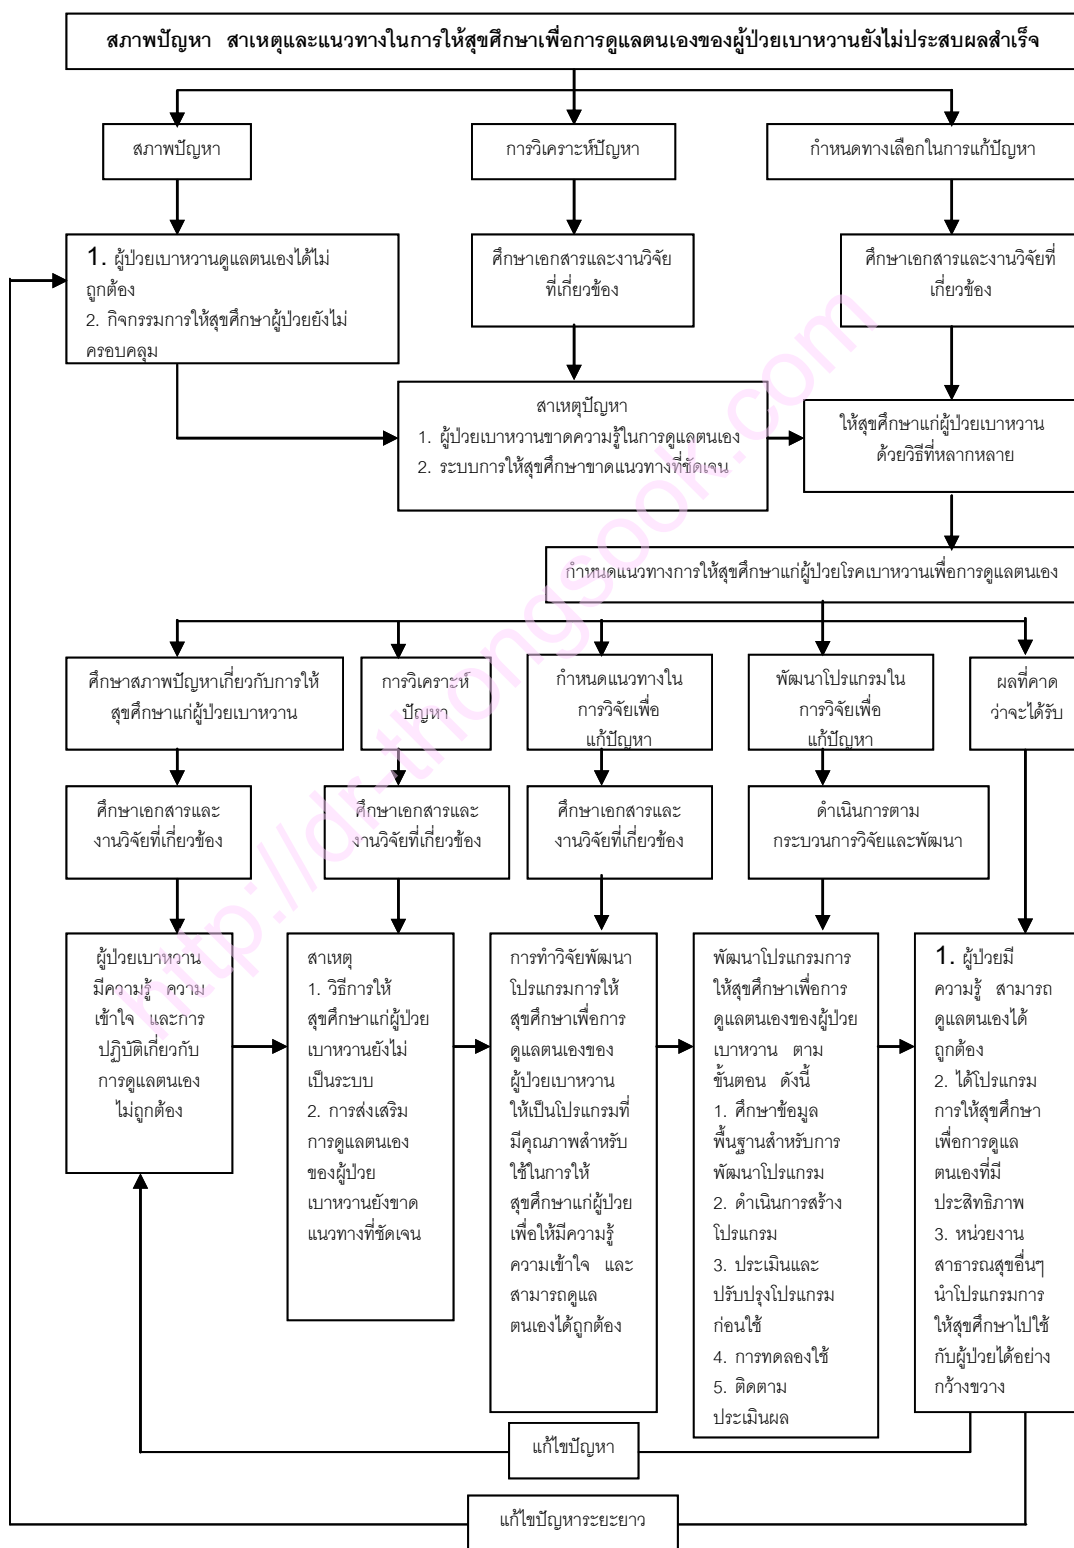 สภาพปัญหา สาเหตุและแนวทางในการให้สุขศึกษาเพื่อการดูแลตนเองของผู้ป่วยเบาหวานยังไม่ประสบผลสำเร็จ
สภาพปัญหา
การวิเคราะห์ปัญหา
กำหนดทางเลือกในการแก้ปัญหา
1. ผู้ป่วยเบาหวานดูแลตนเองได้ไม่
ถูกต้อง
2. กิจกรรมการให้สุขศึกษาผู้ป่วยยังไม่
ครอบคลุม
ศึกษาเอกสารและงานวิจัย
ที่เกี่ยวข้อง
ศึกษาเอกสารและงานวิจัยที่
เกี่ยวข้อง
สาเหตุปัญหา
1. ผู้ป่วยเบาหวานขาดความรู้ในการดูแลตนเอง
2. ระบบการให้สุขศึกษาขาดแนวทางที่ชัดเจน
ให้สุขศึกษาแก่ผู้ป่วยเบาหวาน
ด้วยวิธีที่หลากหลาย
กำหนดแนวทางการให้สุขศึกษาแก่ผู้ป่วยโรคเบาหวานเพื่อการดูแลตนเอง
ศึกษาสภาพปัญหาเกี่ยวกับการให้
สุขศึกษาแก่ผู้ป่วยเบาหวาน
การวิเคราะห์
ปัญหา
กำหนดแนวทางใน
การวิจัยเพื่อ
แก้ปัญหา
พัฒนาโปรแกรมใน
การวิจัยเพื่อ
แก้ปัญหา
ผลที่คาด
ว่าจะได้รับ
ศึกษาเอกสารและ
งานวิจัยที่เกี่ยวข้อง
ศึกษาเอกสารและ
งานวิจัยที่เกี่ยวข้อง
ศึกษาเอกสารและ
งานวิจัยที่เกี่ยวข้อง
ดำเนินการตาม
กระบวนการวิจัยและพัฒนา
ผู้ป่วยเบาหวาน
มีความรู้ ความ
เข้าใจ และการ
ปฏิบัติเกี่ยวกับ
การดูแลตนเอง
ไม่ถูกต้อง
สาเหตุ
1. วิธีการให้
สุขศึกษาแก่ผู้ป่วย
เบาหวานยังไม่
เป็นระบบ
2. การส่งเสริม
การดูแลตนเอง
ของผู้ป่วย
เบาหวานยังขาด
แนวทางที่ชัดเจน
การทำวิจัยพัฒนา
โปรแกรมการให้
สุขศึกษาเพื่อการ
ดูแลตนเองของ
ผู้ป่วยเบาหวาน
ให้เป็นโปรแกรมที่
มีคุณภาพสำหรับ
ใช้ในการให้
สุขศึกษาแก่ผู้ป่วย
เพื่อให้มีความรู้
ความเข้าใจ และ
สามารถดูแล
ตนเองได้ถูกต้อง
พัฒนาโปรแกรมการ
ให้สุขศึกษาเพื่อการ
ดูแลตนเองของผู้ป่วย
เบาหวาน ตาม
ขั้นตอน ดังนี้
1. ศึกษาข้อมูล
พื้นฐานสำหรับการ
พัฒนาโปรแกรม
2. ดำเนินการสร้าง
โปรแกรม
3. ประเมินและ
ปรับปรุงโปรแกรม
ก่อนใช้
4. การทดลองใช้
5. ติดตาม
ประเมินผล
1. ผู้ป่วยมี
ความรู้ สามารถ
ดูแลตนเองได้
ถูกต้อง
2. ได้โปรแกรม
การให้สุขศึกษา
เพื่อการดูแล
ตนเองที่มี
ประสิทธิภาพ
3. หน่วยงาน
สาธารณสุขอื่นๆ
นำโปรแกรมการ
ให้สุขศึกษาไปใช้
กับผู้ป่วยได้อย่าง
กว้างขวาง
แก้ไขปัญหา
แก้ไขปัญหาระยะยาว
http://dr-thongsook.com